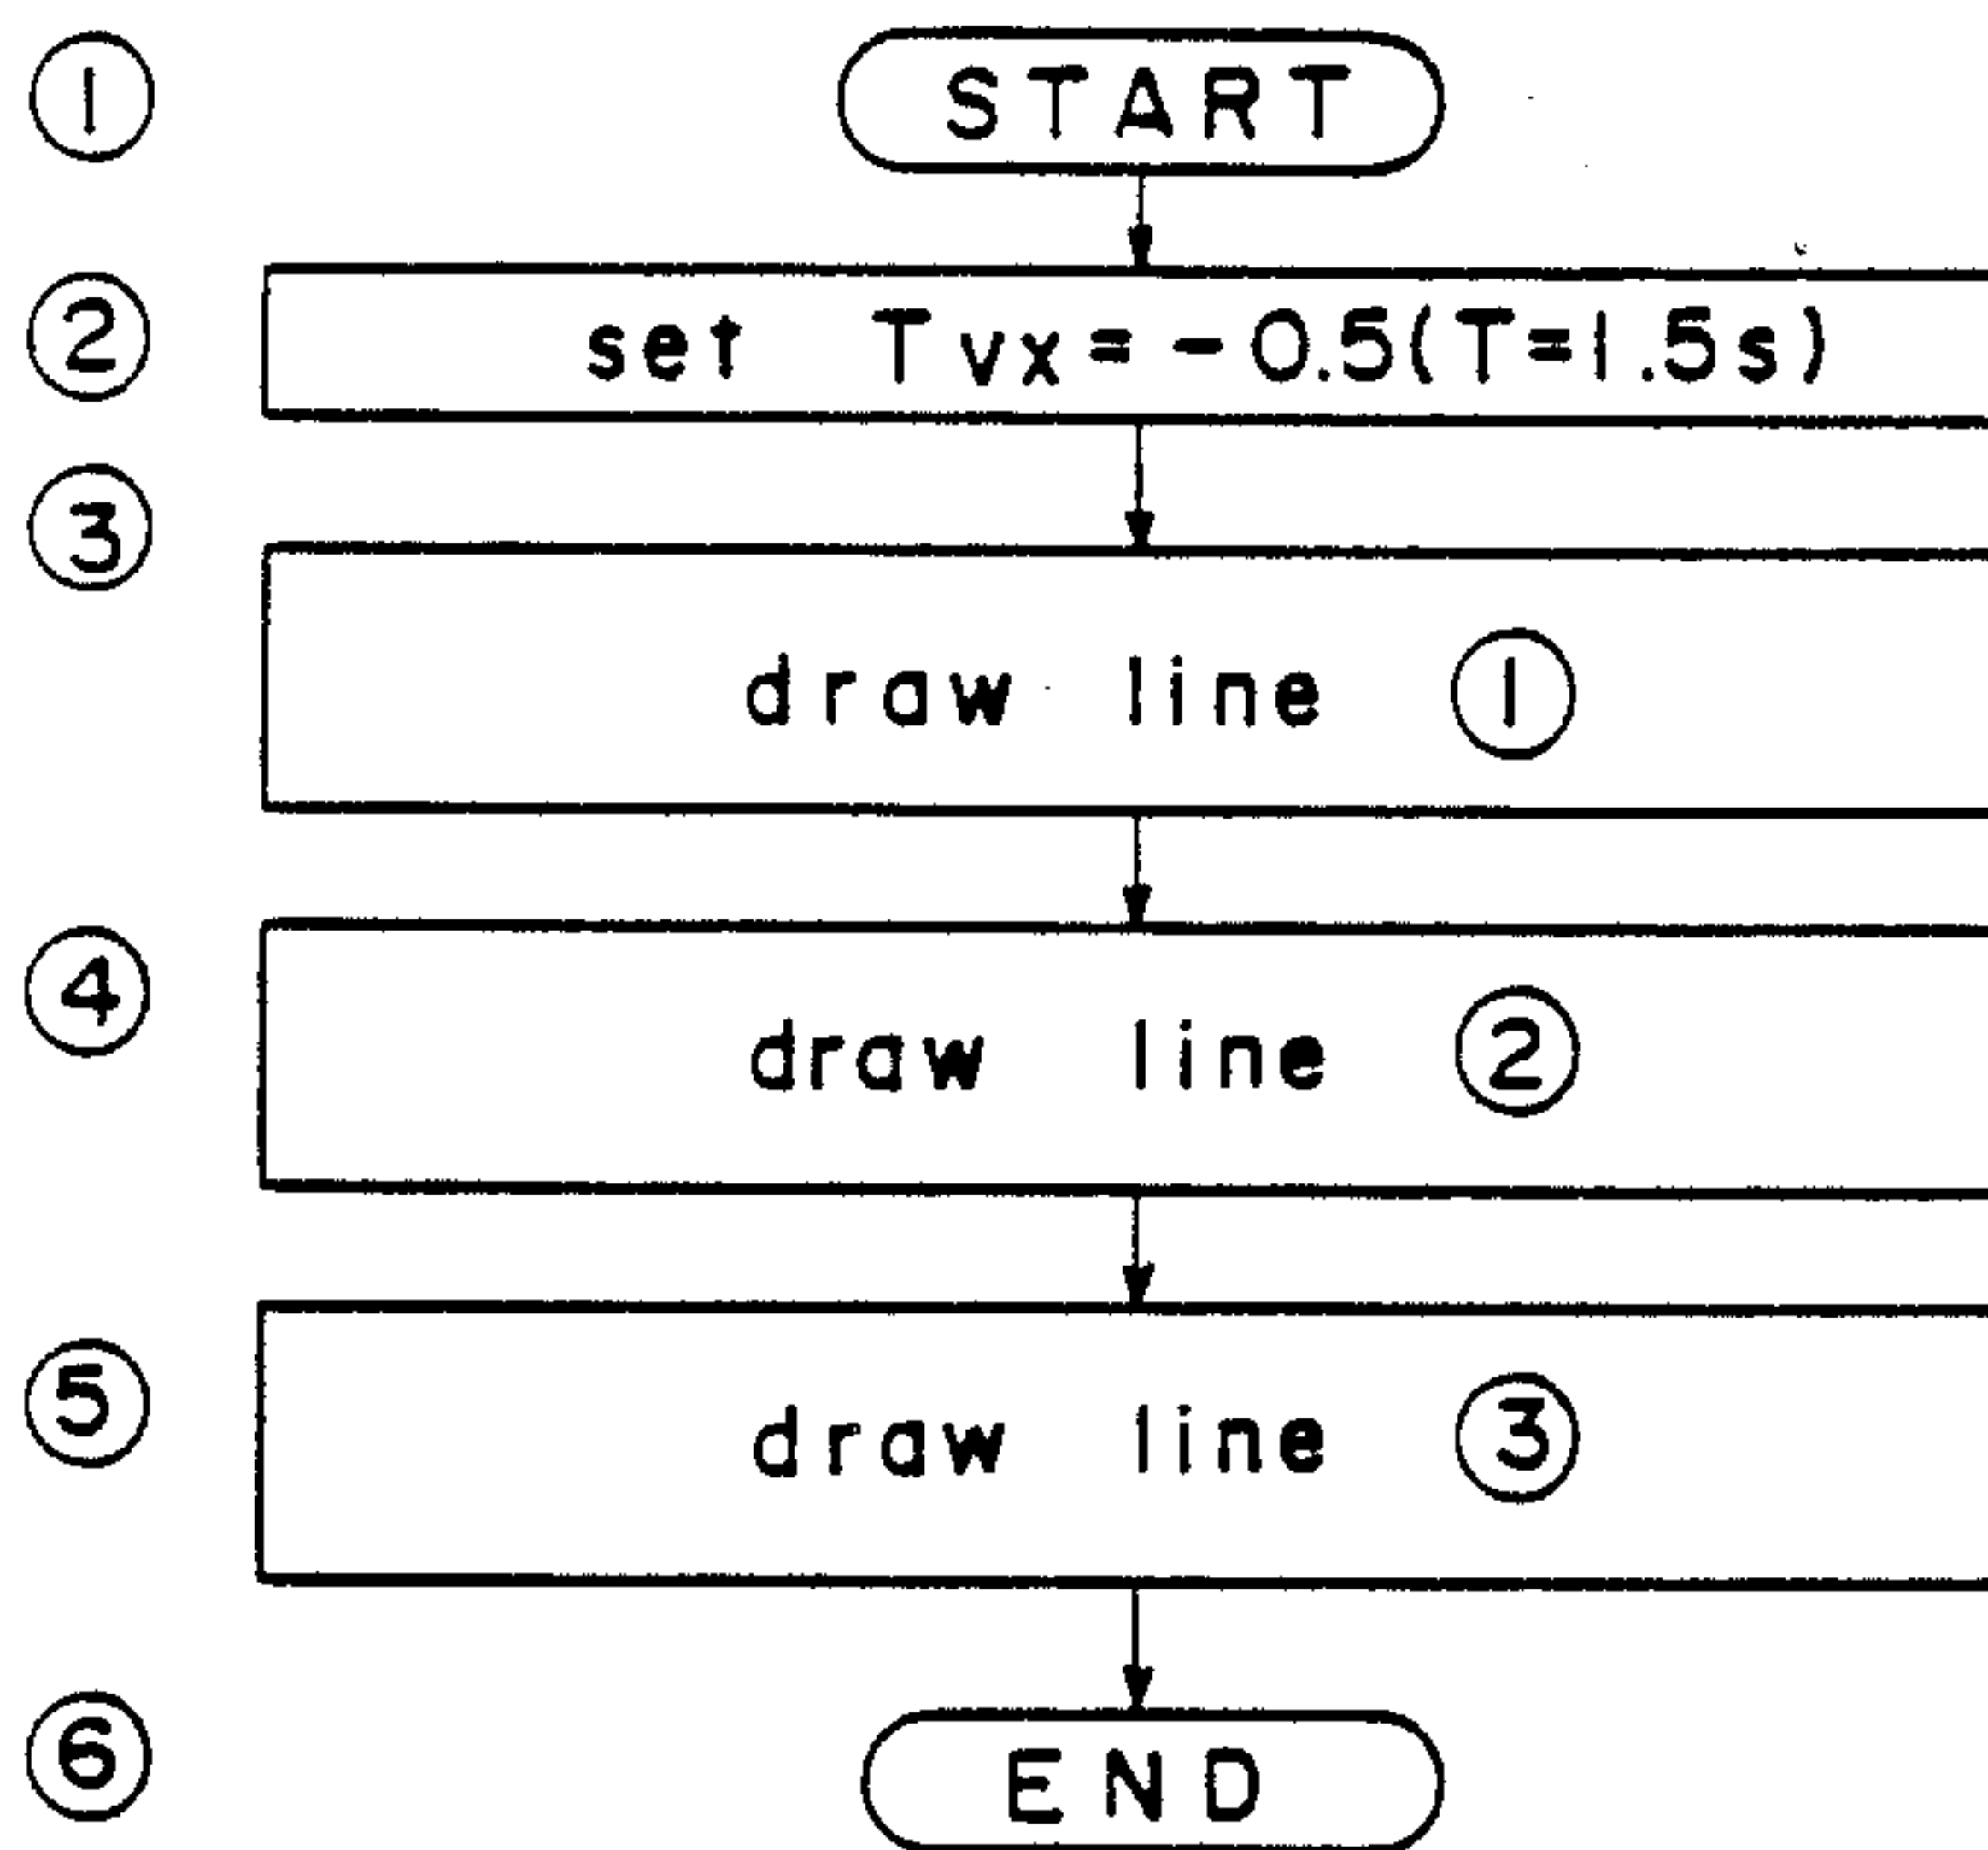 ① START
② set Tvx=-0.5(T=1.5s)
③
draw line ①
④
draw line ②
⑤
draw line ③
⑥ END